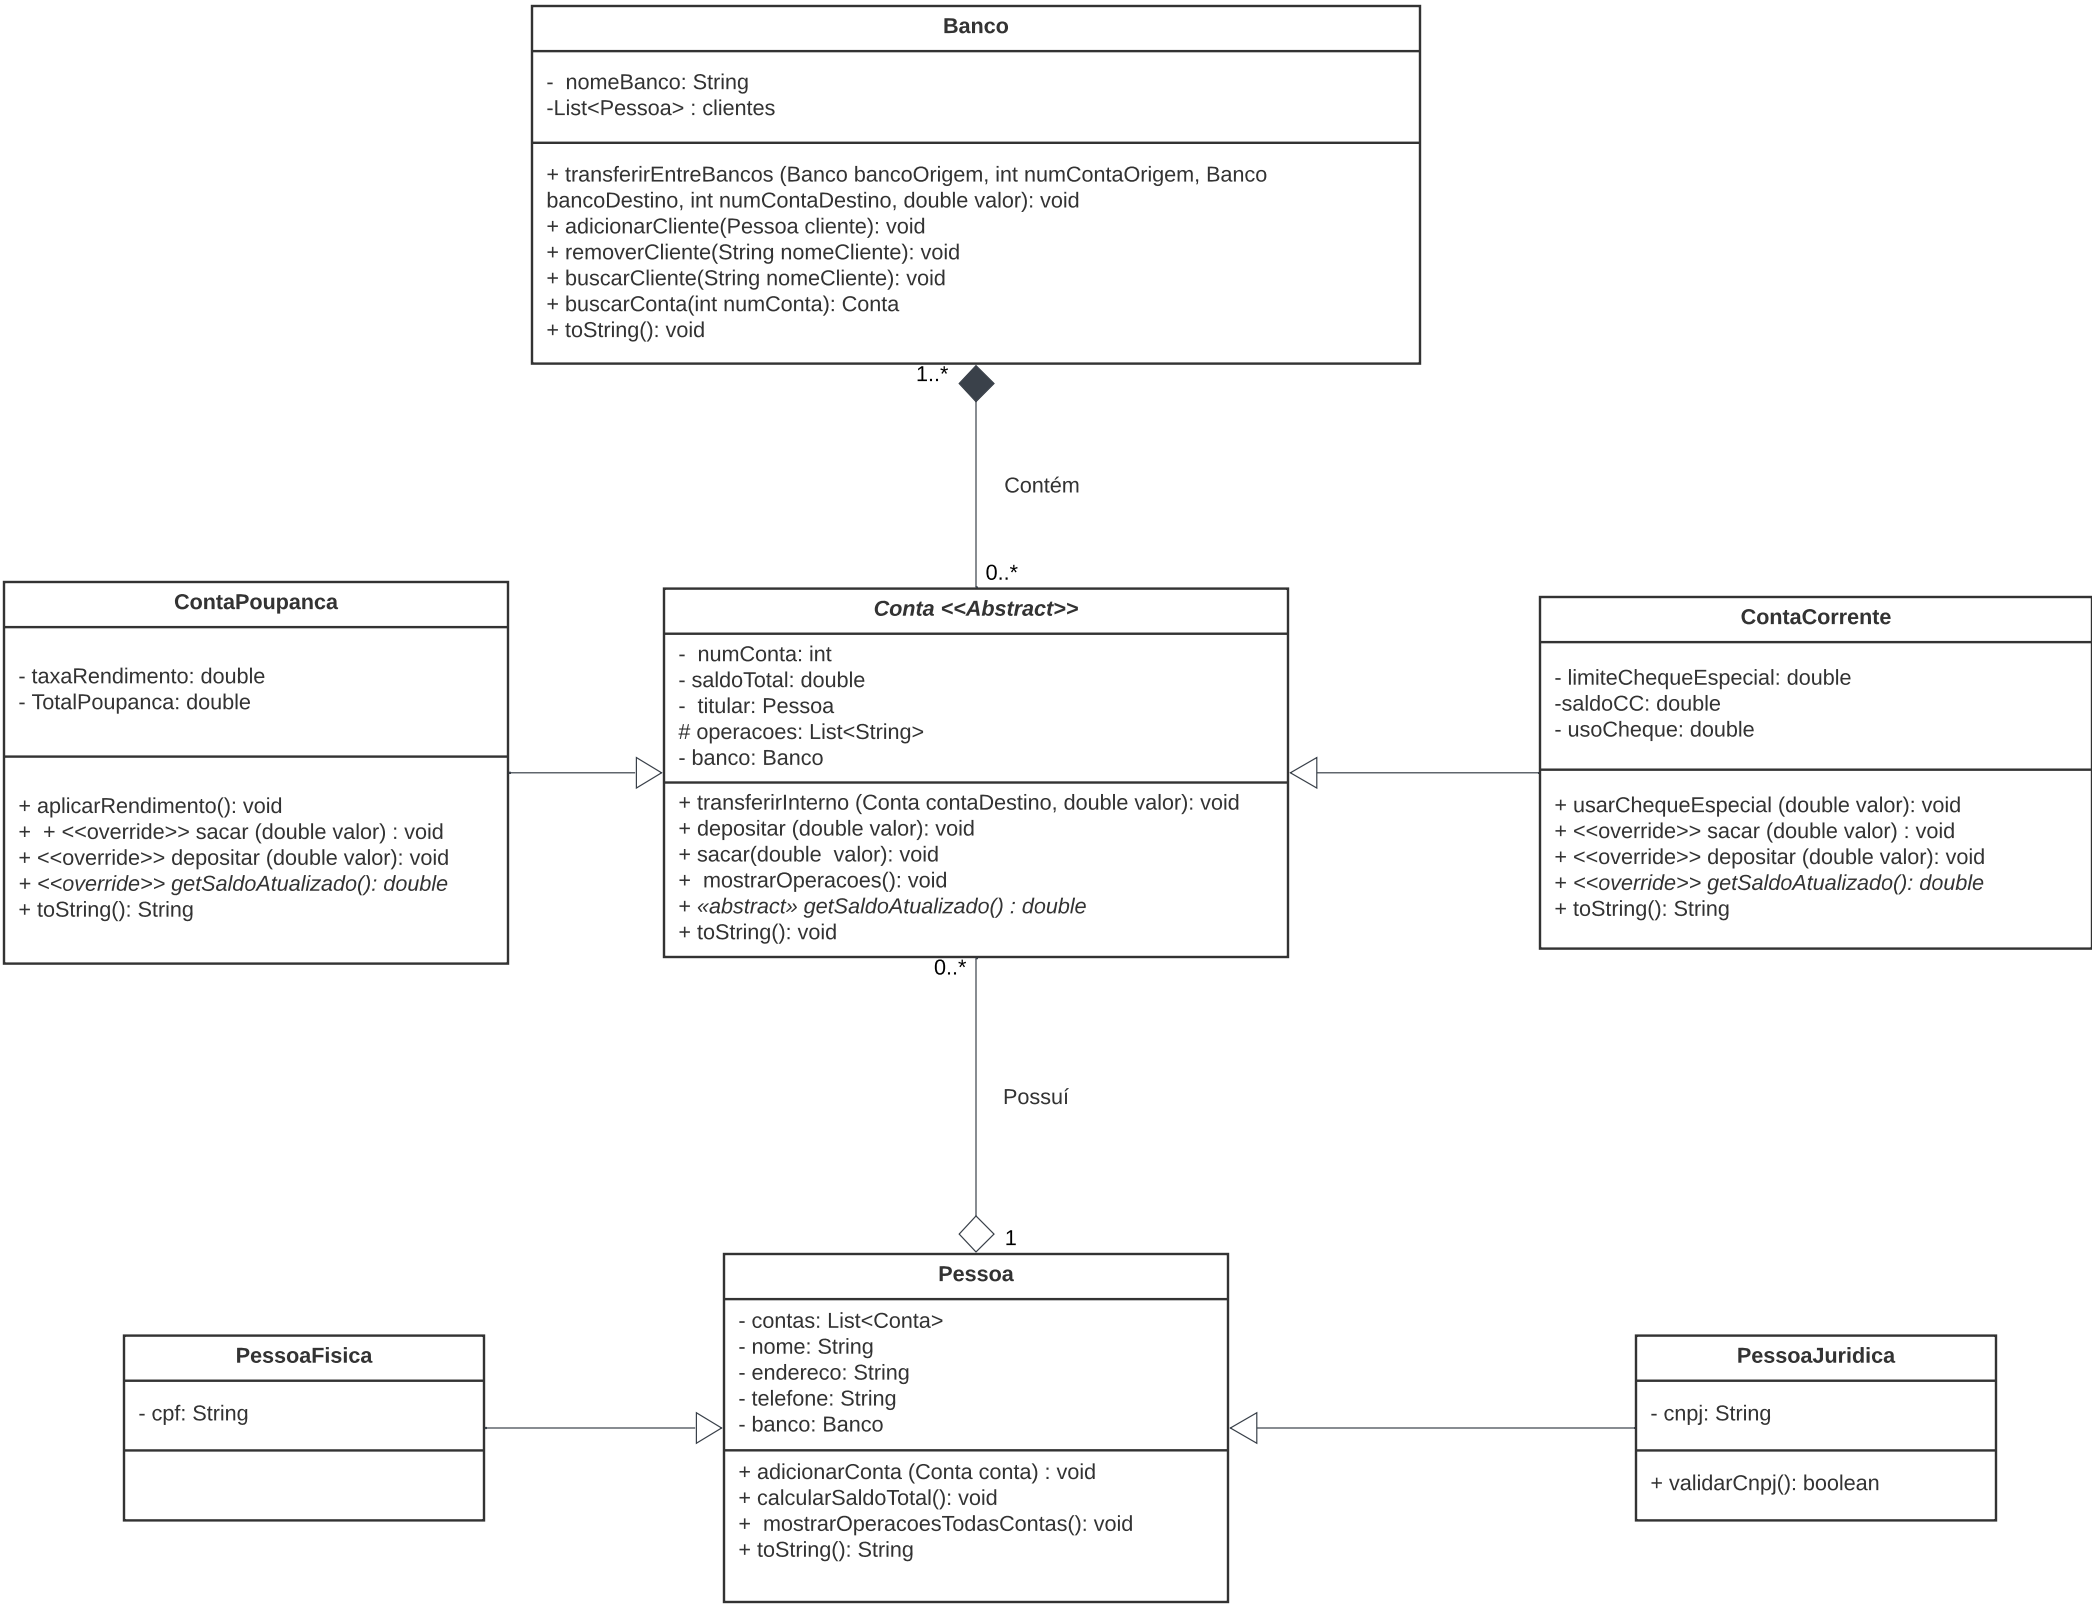 Banco
-  nomeBanco: String
-List<Pessoa> : clientes
+ transferirEntreBancos (Banco bancoOrigem, int numContaOrigem, Banco
bancoDestino, int numContaDestino, double valor): void
+ adicionarCliente(Pessoa cliente): void
+ removerCliente(String nomeCliente): void
+ buscarCliente(String nomeCliente): void
+ buscarConta(int numConta): Conta
+ toString(): void
1..*
Contém
0..*
ContaPoupanca
- taxaRendimento: double
- TotalPoupanca: double
+ aplicarRendimento(): void
+  + <<override>> sacar (double valor) : void
+ <<override>> depositar (double valor): void
+ <<override>> getSaldoAtualizado(): double
+ toString(): String
Conta <<Abstract>>
-  numConta: int
- saldoTotal: double
-  titular: Pessoa
# operacoes: List<String>
- banco: Banco
+ transferirInterno (Conta contaDestino, double valor): void
+ depositar (double valor): void
+ sacar(double  valor): void
+  mostrarOperacoes(): void
+ «abstract» getSaldoAtualizado() : double
+ toString(): void
ContaCorrente
- limiteChequeEspecial: double
-saldoCC: double
- usoCheque: double
+ usarChequeEspecial (double valor): void
+ <<override>> sacar (double valor) : void
+ <<override>> depositar (double valor): void
+ <<override>> getSaldoAtualizado(): double
+ toString(): String
0..*
Possuí
1
Pessoa
- contas: List<Conta>
- nome: String
- endereco: String
- telefone: String
- banco: Banco
+ adicionarConta (Conta conta) : void
+ calcularSaldoTotal(): void
+  mostrarOperacoesTodasContas(): void
+ toString(): String
PessoaFisica
- cpf: String
PessoaJuridica
- cnpj: String
+ validarCnpj(): boolean